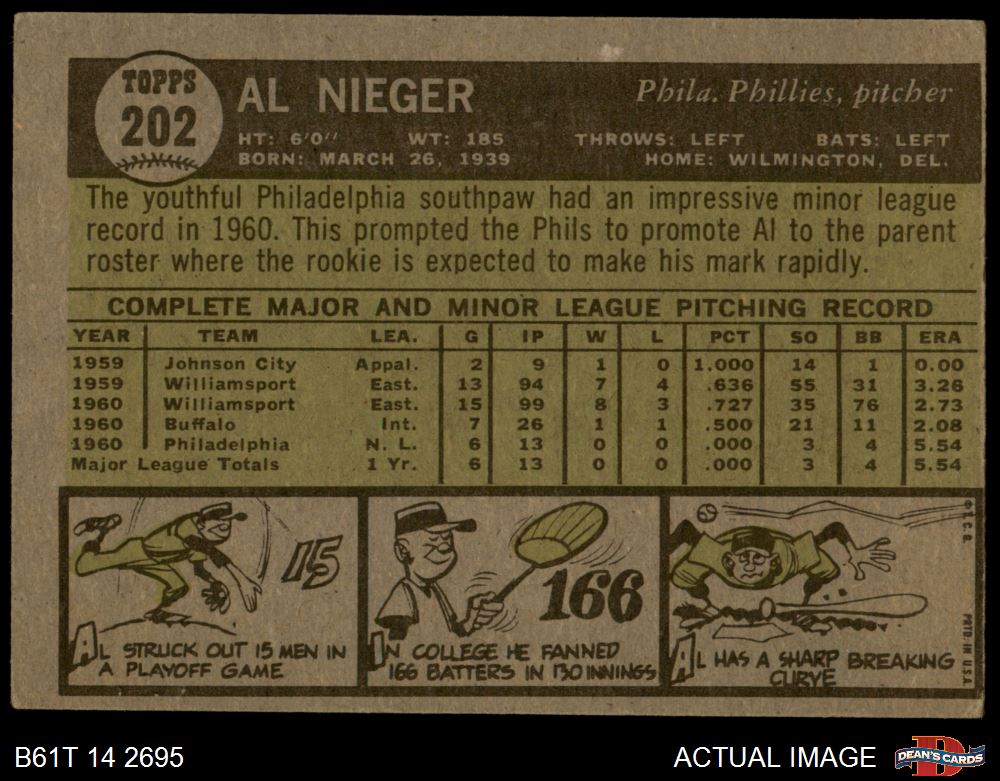 TOPPS
202
AL NIEGER
Phila. Phillies, pitcher
HT: 6'0" WT: 185 THROWS: LEFT BATS: LEFT
BORN: MARCH 26, 1939 HOME: WILMINGTON, DEL.
The youthful Philadelphia southpaw had an impressive minor league
record in 1960. This prompted the Phils to promote Al to the parent
roster where the rookie is expected to make his mark rapidly.
COMPLETE MAJOR AND MINOR LEAGUE PITCHING RECORD
YEAR TEAM LEA. G IP W L PCT SO BB ERA
1959 Johnson City Appal. 2 9 1 0 1.000 14 1 0.00
1959 Williamsport East. 13 94 7 4 .636 55 31 3.26
1960 Williamsport East. 15 99 8 3 .727 35 76 2.73
1960 Buffalo Int. 7 26 1 1 .500 21 11 2.08
1960 Philadelphia N. L. 6 13 0 0 .000 3 4 5.54
Major League Totals 1 Yr. 6 13 0 0 .000 3 4 5.54
15
AL STRUCK OUT 15 MEN IN
A PLAYOFF GAME
166
IN COLLEGE HE FANNED
166 BATTERS IN 130 INNINGS
AL HAS A SHARP BREAKING
CURVE
© T. C. G.
PRTD. IN U.S.A.
B61T 14 2695
ACTUAL IMAGE
DEAN'S CARDS